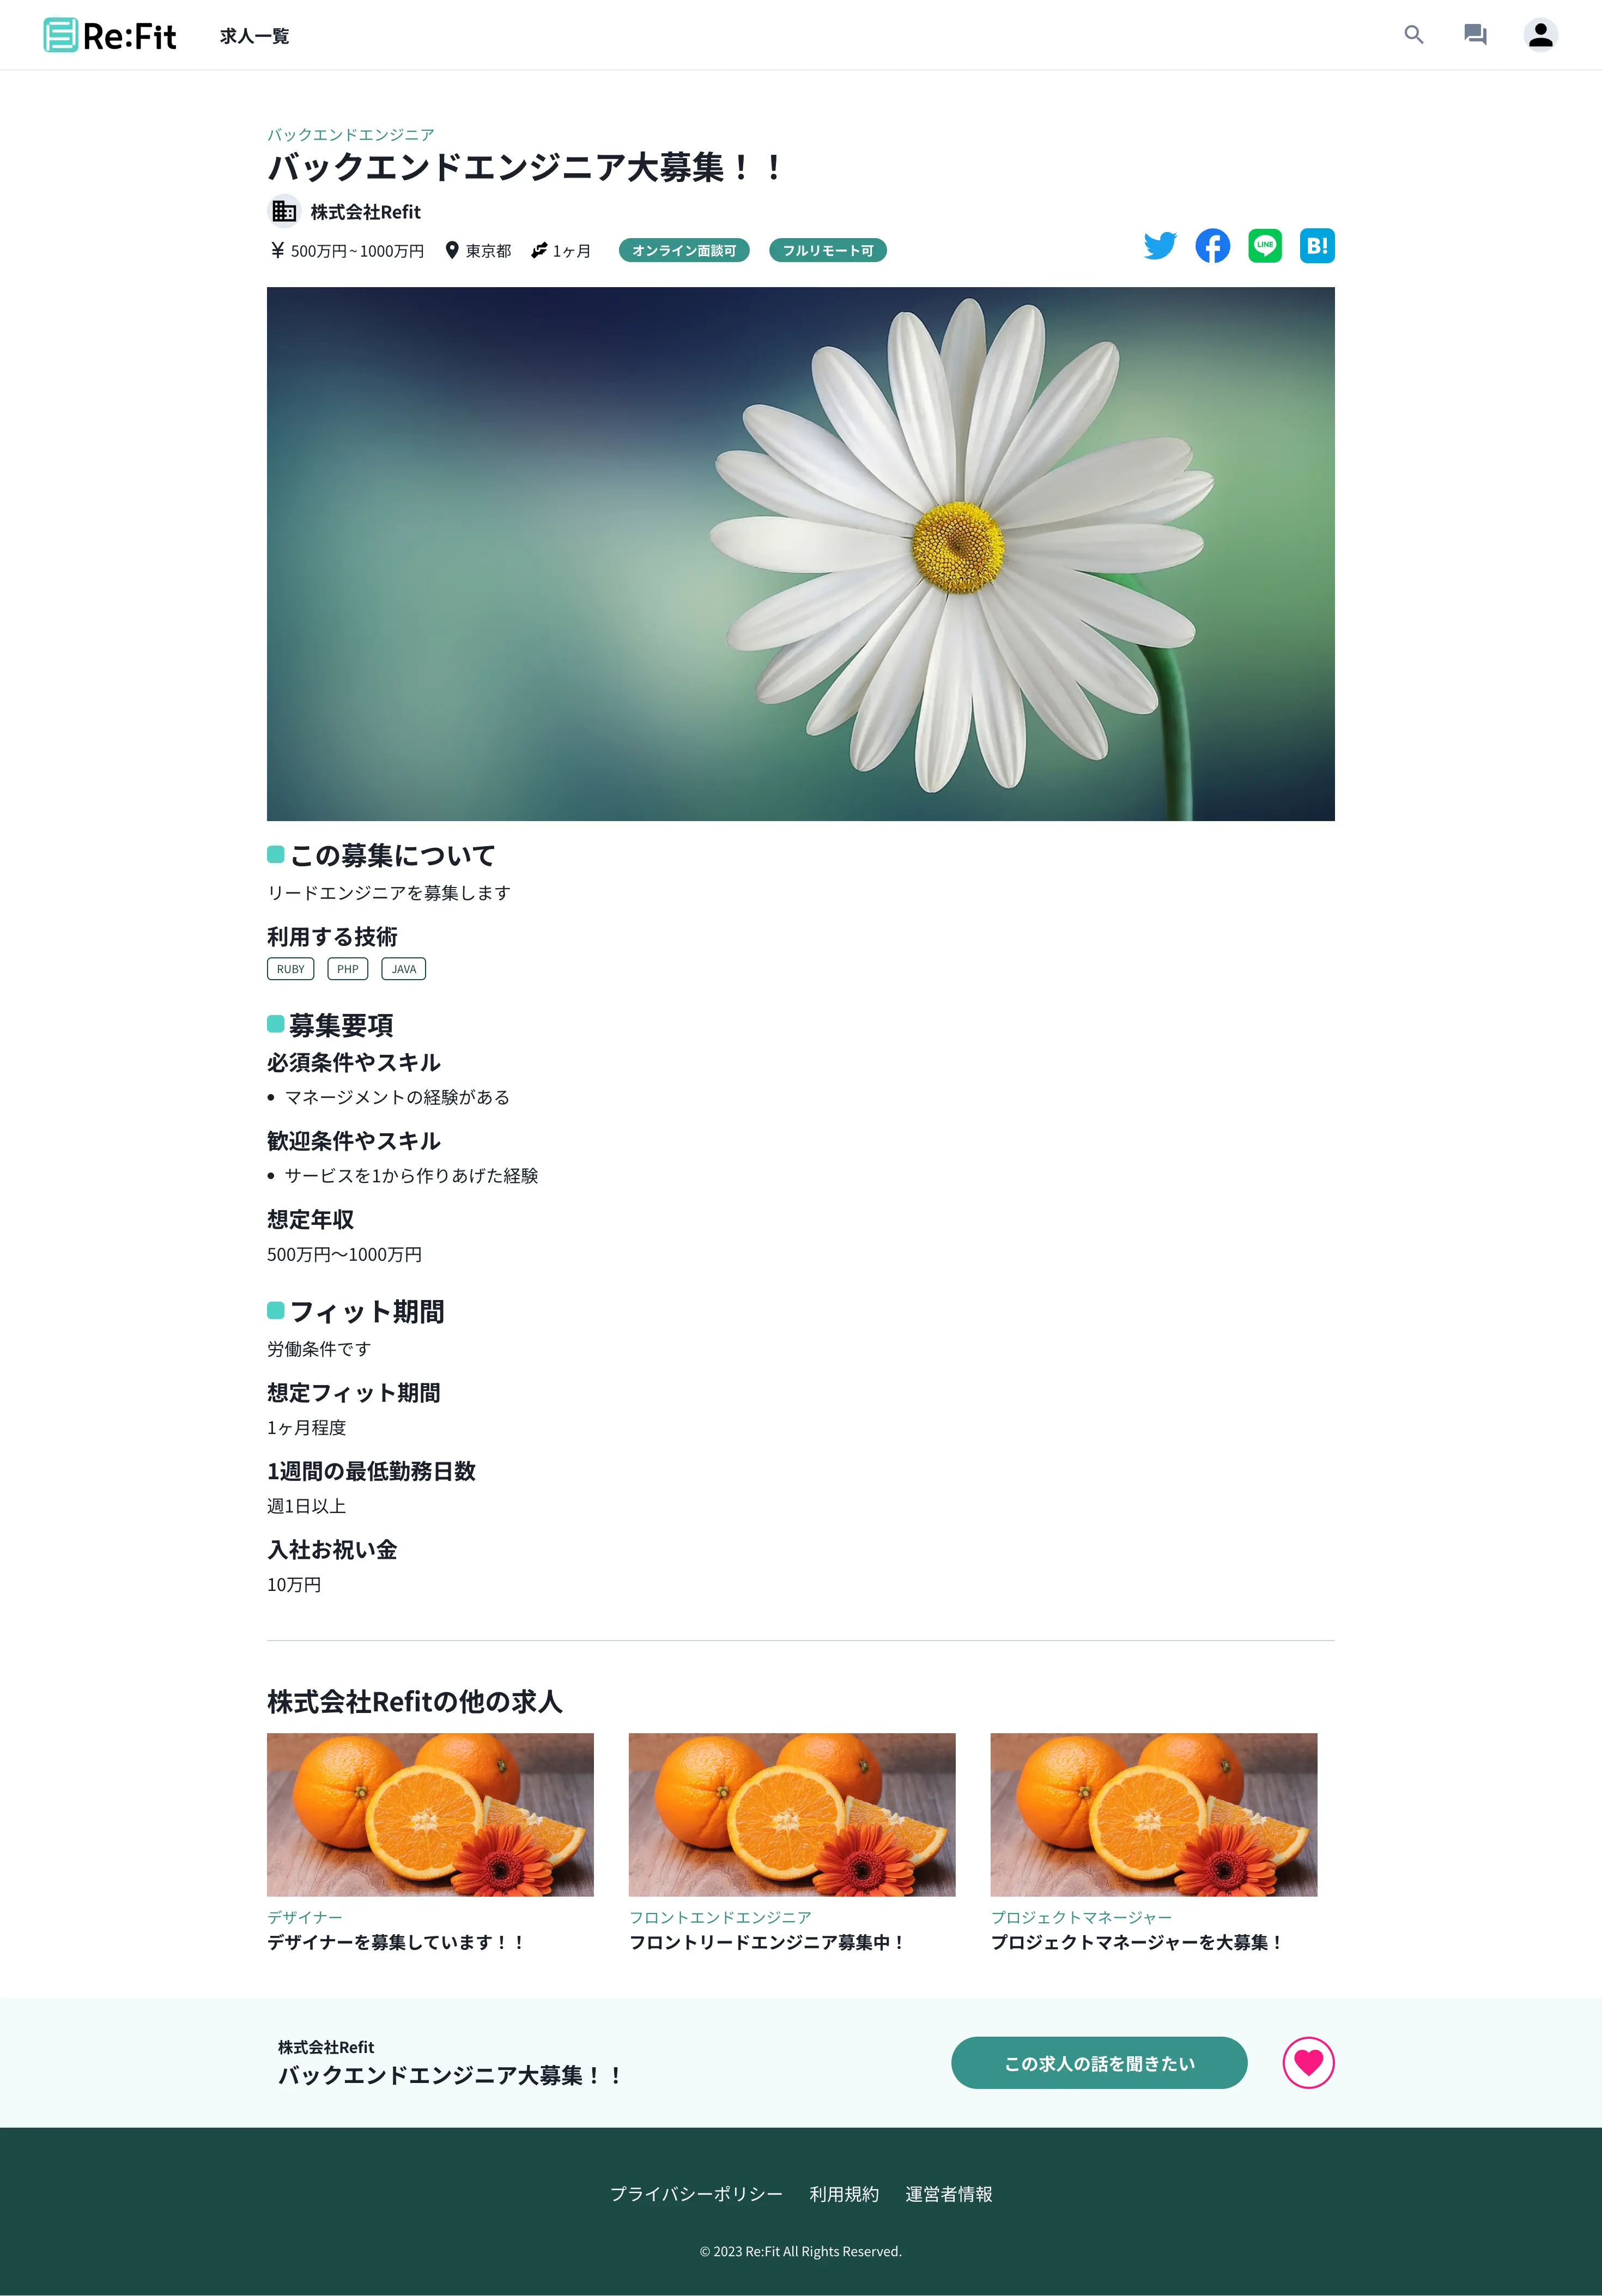 Re:Fit 求人一覧
バックエンドエンジニア
バックエンドエンジニア大募集！！
株式会社Refit
500万円~1000万円 東京都 1ヶ月 オンライン面談可 フルリモート可 LINE B!
この募集について
リードエンジニアを募集します
利用する技術
RUBY PHP JAVA
募集要項
必須条件やスキル
• マネージメントの経験がある
歓迎条件やスキル
• サービスを1から作りあげた経験
想定年収
500万円〜1000万円
フィット期間
労働条件です
想定フィット期間
1ヶ月程度
1週間の最低勤務日数
週1日以上
入社お祝い金
10万円
株式会社Refitの他の求人
デザイナー
デザイナーを募集しています！！
フロントエンドエンジニア
フロントリードエンジニア募集中！
プロジェクトマネージャー
プロジェクトマネージャーを大募集！
株式会社Refit
バックエンドエンジニア大募集！！
この求人の話を聞きたい
プライバシーポリシー 利用規約 運営者情報
© 2023 Re:Fit All Rights Reserved.